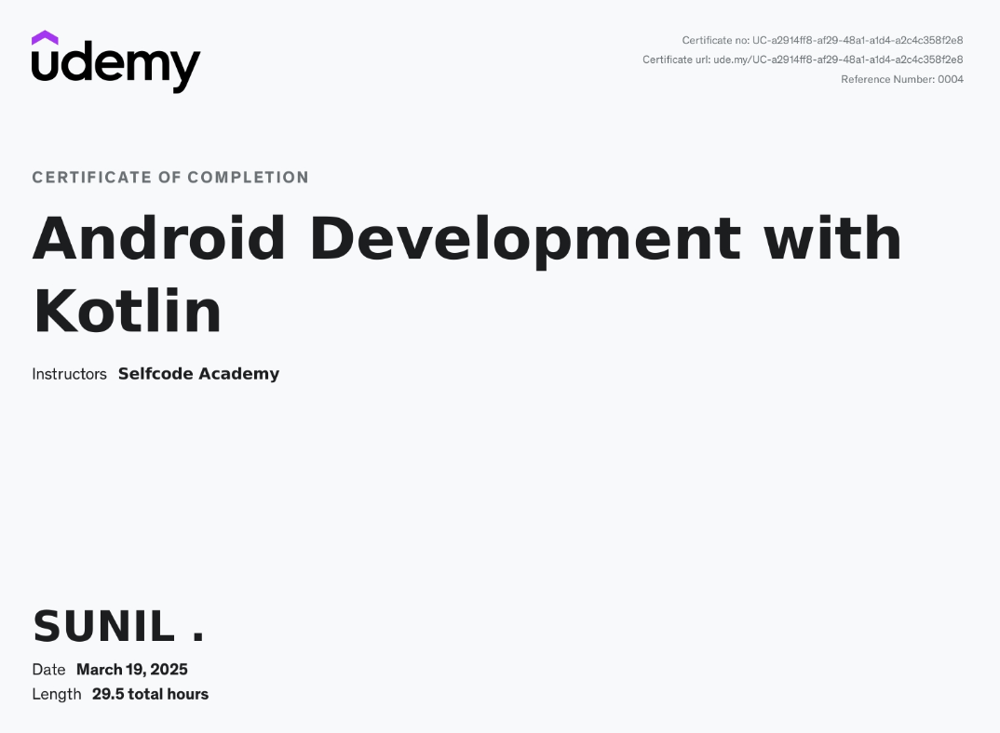 udemy
Certificate no: UC-a2914ff8-af29-48a1-a1d4-a2c4c358f2e8
Certificate url: ude.my/UC-a2914ff8-af29-48a1-a1d4-a2c4c358f2e8
Reference Number: 0004
CERTIFICATE OF COMPLETION
Android Development with
Kotlin
Instructors Selfcode Academy
SUNIL .
Date March 19, 2025
Length 29.5 total hours